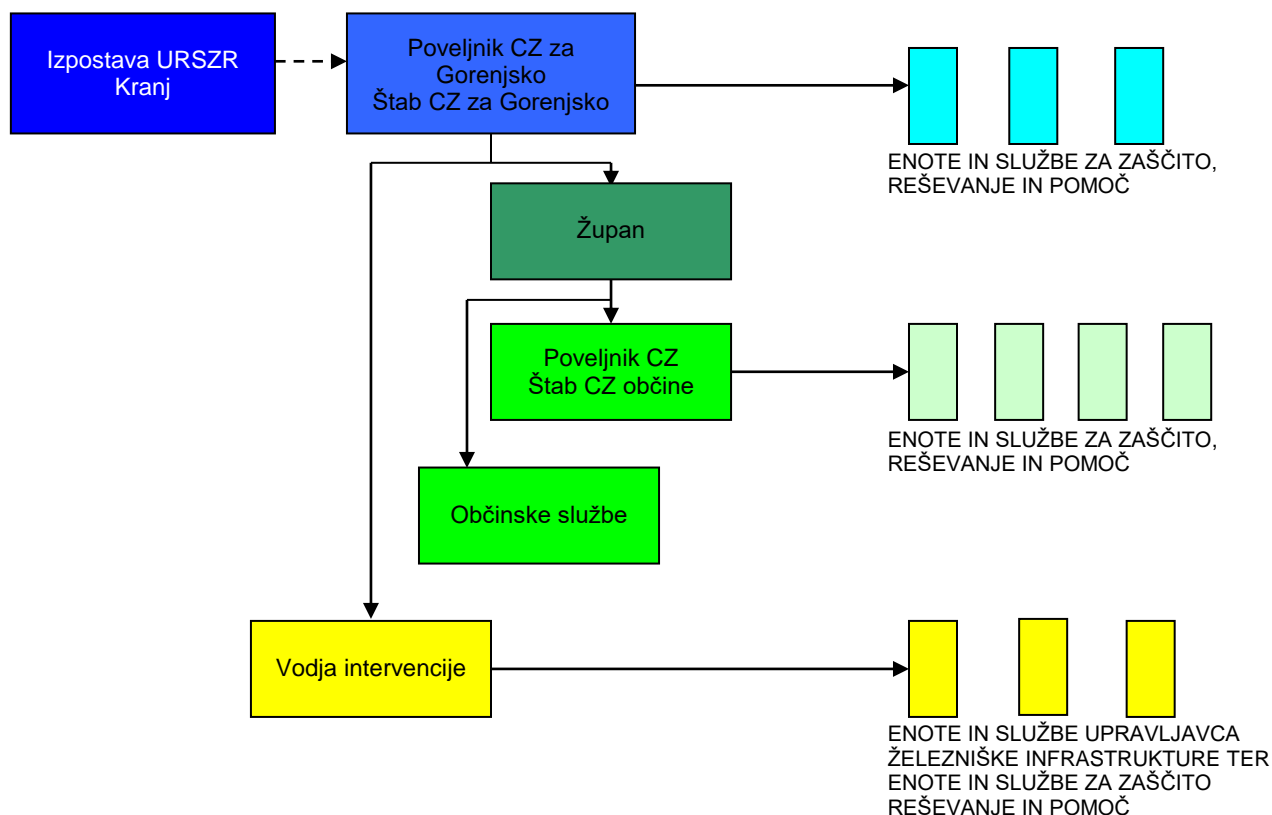 Izpostava URSZR
Kranj
Poveljnik CZ za
Gorenjsko
Štab CZ za Gorenjsko
ENOTE IN SLUŽBE ZA ZAŠČITO,
REŠEVANJE IN POMOČ
Župan
Poveljnik CZ
Štab CZ občine
ENOTE IN SLUŽBE ZA ZAŠČITO,
REŠEVANJE IN POMOČ
Občinske službe
Vodja intervencije
ENOTE IN SLUŽBE UPRAVLJAVCA
ŽELEZNIŠKE INFRASTRUKTURE TER
ENOTE IN SLUŽBE ZA ZAŠČITO
REŠEVANJE IN POMOČ